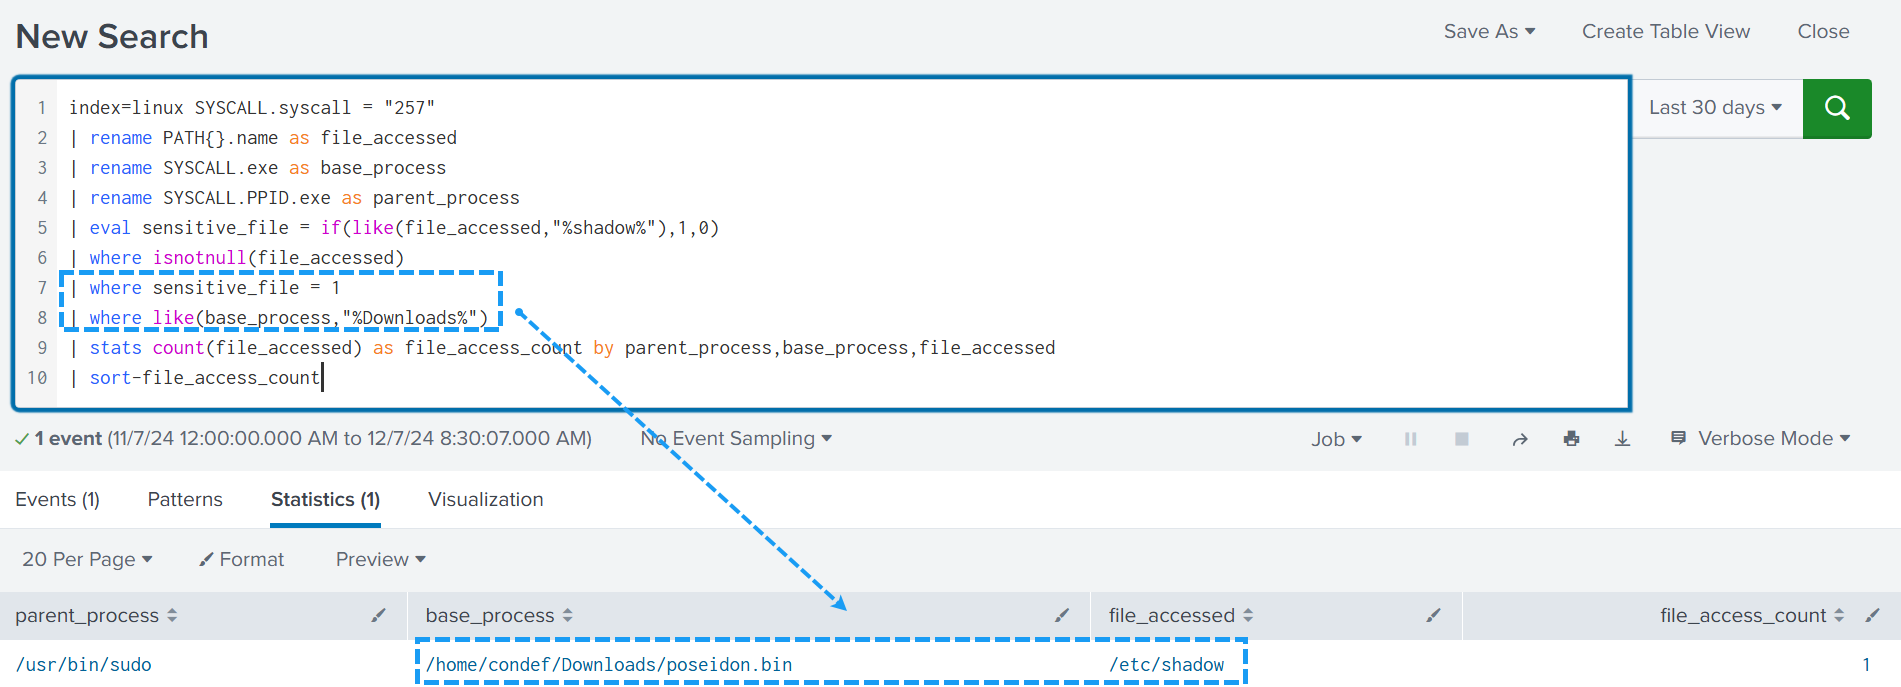 New Search
Save As
Create Table View
Close
1 index=linux SYSCALL.syscall = "257"
2 | rename PATH{}.name as file_accessed
3 | rename SYSCALL.exe as base_process
4 | rename SYSCALL.PPID.exe as parent_process
5 | eval sensitive_file = if(like(file_accessed,"%shadow%"),1,0)
6 | where isnotnull(file_accessed)
7 | where sensitive_file = 1
8 | where like(base_process,"%Downloads%")
9 | stats count(file_accessed) as file_access_count by parent_process,base_process,file_accessed
10 | sort-file_access_count
Last 30 days
1 event (11/7/24 12:00:00.000 AM to 12/7/24 8:30:07.000 AM)
No Event Sampling
Job
Verbose Mode
Events (1)
Patterns
Statistics (1)
Visualization
20 Per Page
Format
Preview
parent_process
base_process
file_accessed
file_access_count
/usr/bin/sudo
/home/condef/Downloads/poseidon.bin
/etc/shadow
1